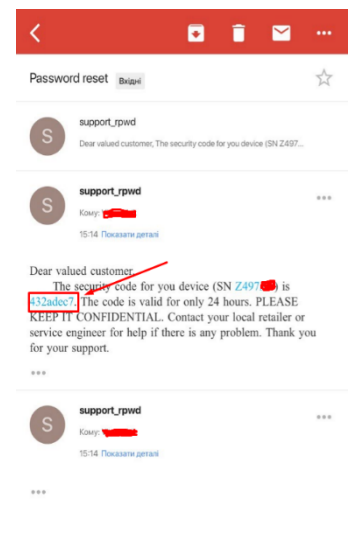 Password reset Вхідні
S
support_rpwd
Dear valued customer, The security code for you device (SN Z497...
S
support_rpwd
Кому:
15:14 Показати деталі
Dear valued customer,
The security code for you device (SN Z497 ) is
432adec7. The code is valid for only 24 hours. PLEASE
KEEP IT CONFIDENTIAL. Contact your local retailer or
service engineer for help if there is any problem. Thank you
for your support.
S
support_rpwd
Кому:
15:14 Показати деталі